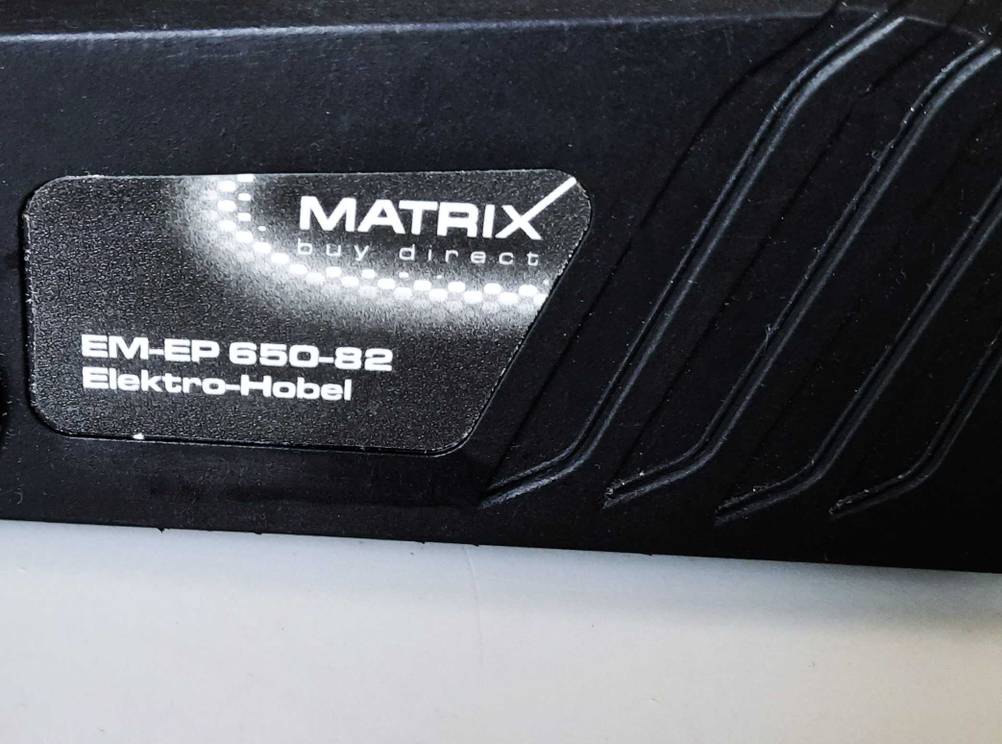 MATRIX
buy direct
EM-EP 650-82
Elektro-Hobel